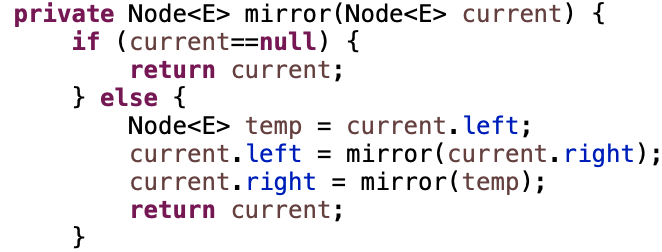 private Node<E> mirror(Node<E> current) {
    if (current==null) {
        return current;
    } else {
        Node<E> temp = current.left;
        current.left = mirror(current.right);
        current.right = mirror(temp);
        return current;
    }